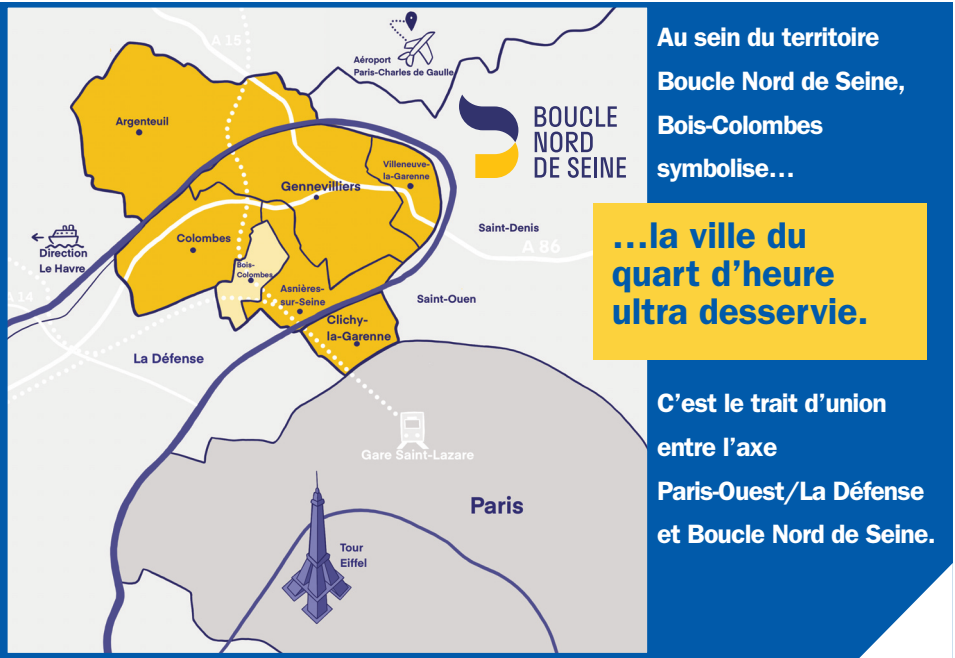 A 15
Aéroport
Paris-Charles de Gaulle
Argenteuil
BOUCLE
NORD
DE SEINE
Villeneuve-
la-Garenne
Gennevilliers
Colombes
Saint-Denis
A 86
Direction
Le Havre
Bois-
Colombes
Asnières-
sur-Seine
Saint-Ouen
A 14
Clichy-
la-Garenne
La Défense
Gare Saint-Lazare
Paris
Tour
Eiffel
Au sein du territoire
Boucle Nord de Seine,
Bois-Colombes
symbolise…
…la ville du
quart d’heure
ultra desservie.
C’est le trait d’union
entre l’axe
Paris-Ouest/La Défense
et Boucle Nord de Seine.